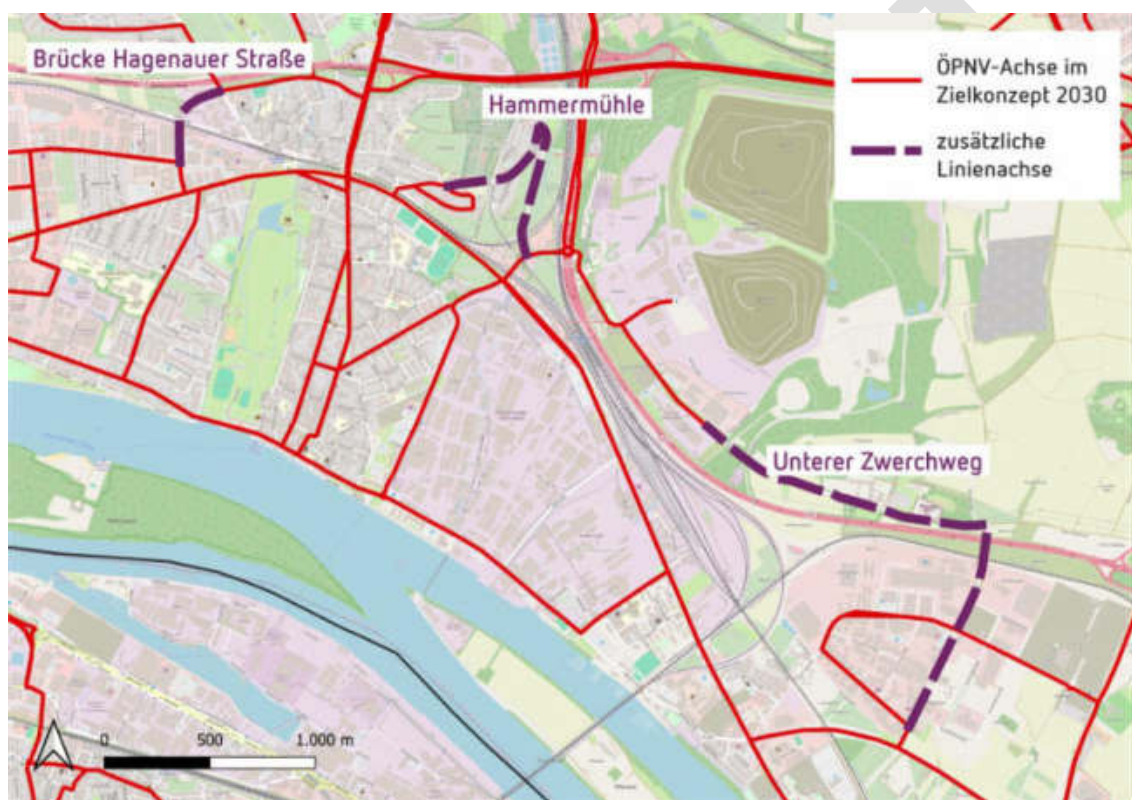 Brücke Hagenauer Straße
Hammermühle
ÖPNV-Achse im
Zielkonzept 2030
zusätzliche
Linienachse
Unterer Zwerchweg
0 500 1.000 m